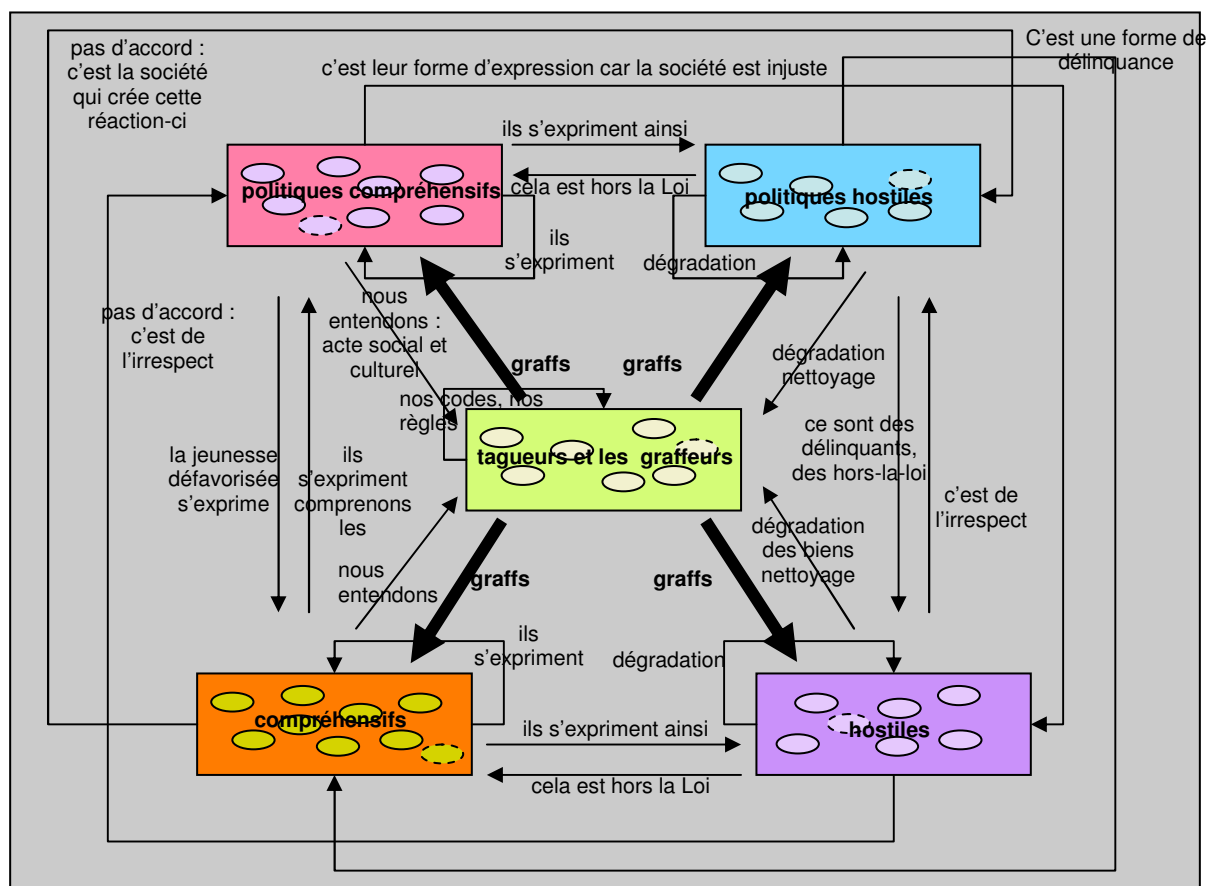 pas d'accord :
c'est la société
qui crée cette
réaction-ci
C'est une forme de
délinquance
c'est leur forme d'expression car la société est injuste
ils s'expriment ainsi
cela est hors la Loi
politiques compréhensifs
politiques hostiles
ils
s'expriment
dégradation
pas d'accord :
c'est de
l'irrespect
nous
entendons :
acte social et
culturel
graffs
graffs
dégradation
nettoyage
nos codes, nos
règles
tagueurs et les graffeurs
ce sont des
délinquants,
des hors-la-loi
la jeunesse
défavorisée
s'exprime
ils
s'expriment
comprenons
les
c'est de
l'irrespect
dégradation
des biens
nettoyage
nous
entendons
graffs
graffs
ils
s'expriment
dégradation
compréhensifs
hostiles
ils s'expriment ainsi
cela est hors la Loi